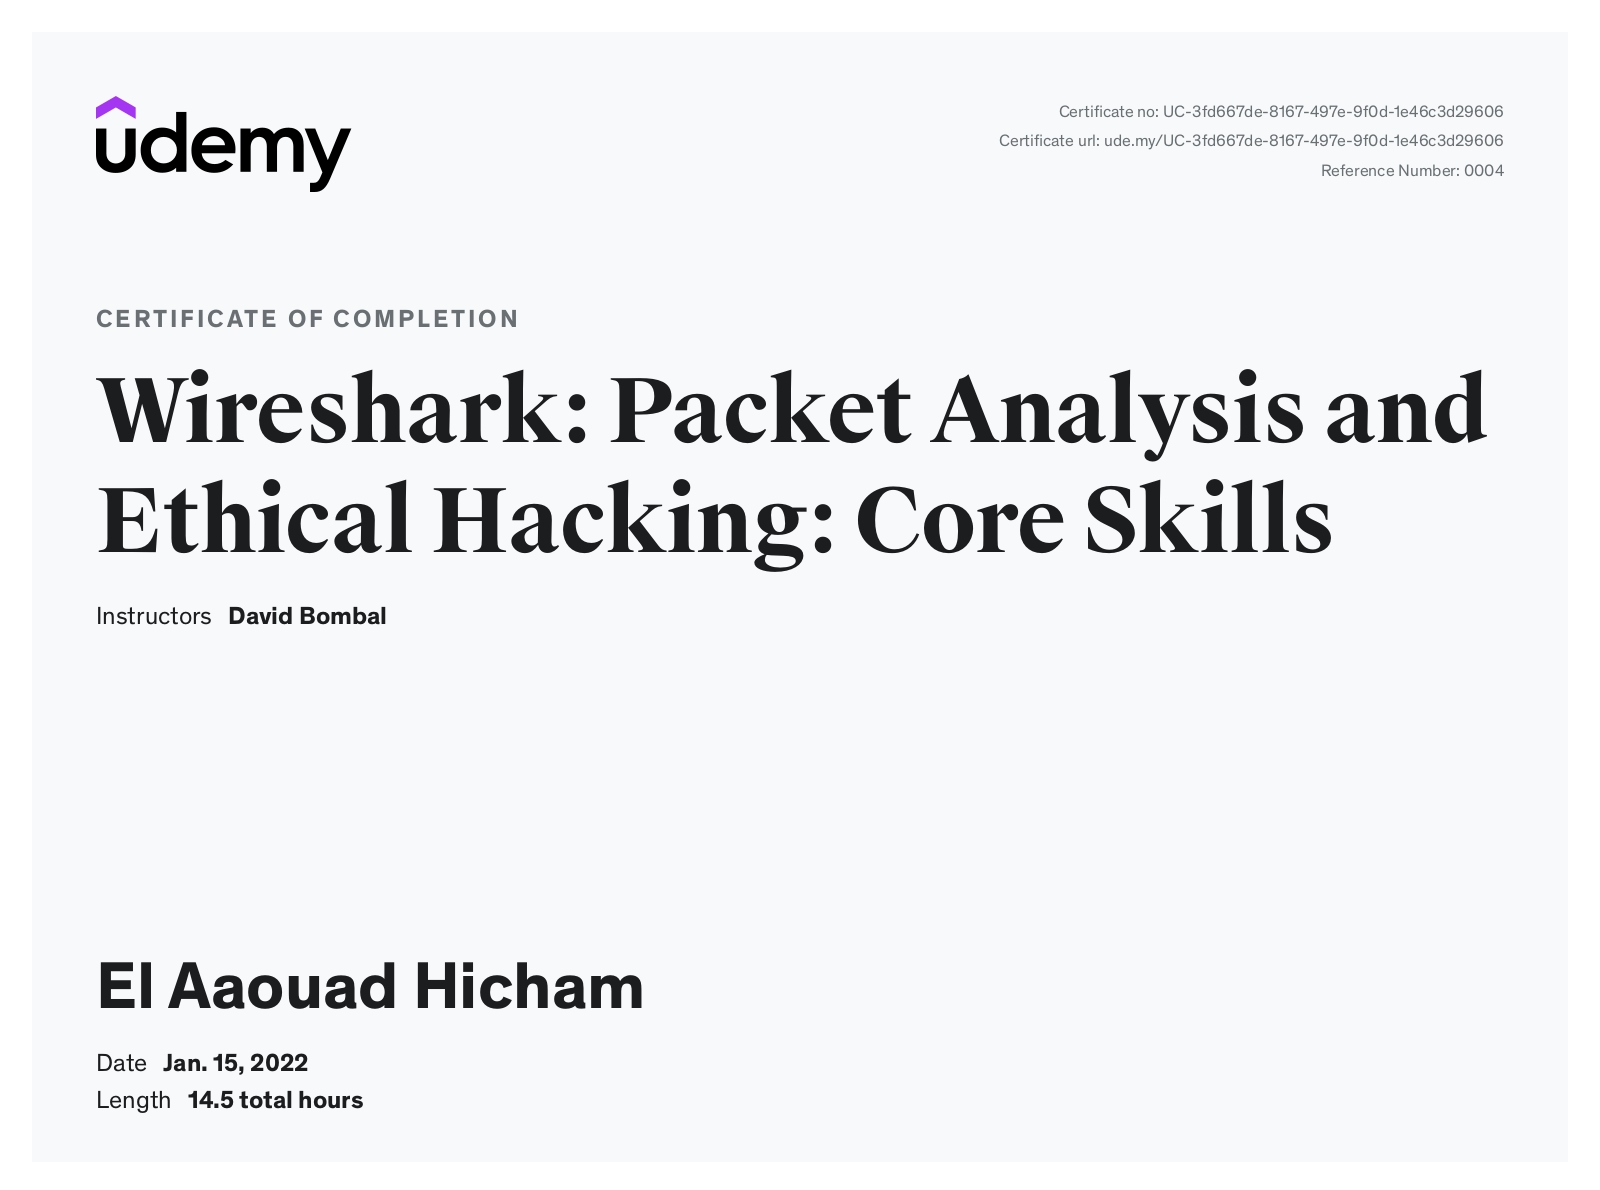 udemy
Certificate no: UC-3fd667de-8167-497e-9f0d-1e46c3d29606
Certificate url: ude.my/UC-3fd667de-8167-497e-9f0d-1e46c3d29606
Reference Number: 0004
CERTIFICATE OF COMPLETION
Wireshark: Packet Analysis and
Ethical Hacking: Core Skills
Instructors David Bombal
El Aaouad Hicham
Date Jan. 15, 2022
Length 14.5 total hours